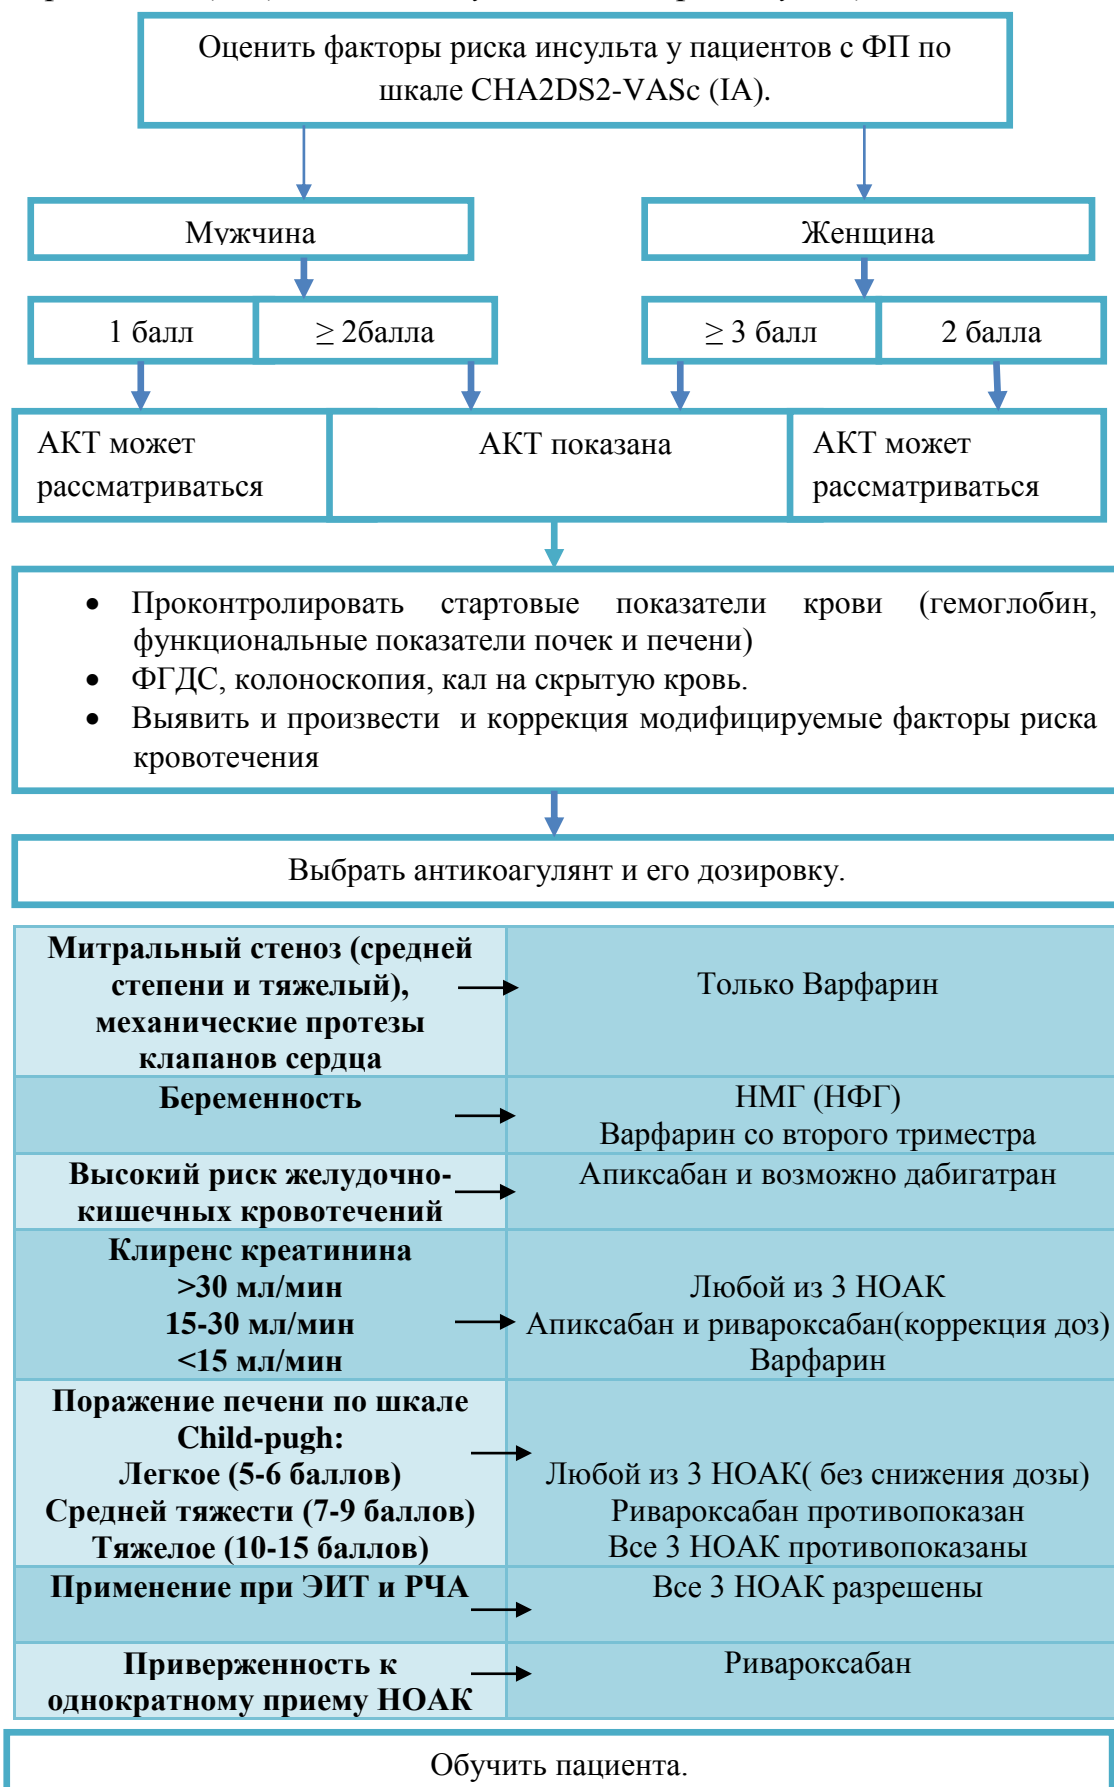 Оценить факторы риска инсульта у пациентов с ФП по
шкале CHA2DS2-VASc (IA).
Мужчина
Женщина
1 балл
≥ 2балла
≥ 3 балл
2 балла
АКТ может
рассматриваться
АКТ показана
АКТ может
рассматриваться
• Проконтролировать стартовые показатели крови (гемоглобин,
функциональные показатели почек и печени)
• ФГДС, колоноскопия, кал на скрытую кровь.
• Выявить и произвести и коррекция модифицируемые факторы риска
кровотечения
Выбрать антикоагулянт и его дозировку.
Митральный стеноз (средней
степени и тяжелый),
механические протезы
клапанов сердца
Только Варфарин
Беременность
НМГ (НФГ)
Варфарин со второго триместра
Высокий риск желудочно-
кишечных кровотечений
Апиксабан и возможно дабигатран
Клиренс креатинина
>30 мл/мин
15-30 мл/мин
<15 мл/мин
Любой из 3 НОАК
Апиксабан и ривароксабан(коррекция доз)
Варфарин
Поражение печени по шкале
Child-pugh:
Легкое (5-6 баллов)
Средней тяжести (7-9 баллов)
Тяжелое (10-15 баллов)
Любой из 3 НОАК( без снижения дозы)
Ривароксабан противопоказан
Все 3 НОАК противопоказаны
Применение при ЭИТ и РЧА
Все 3 НОАК разрешены
Приверженность к
однократному приему НОАК
Ривароксабан
Обучить пациента.